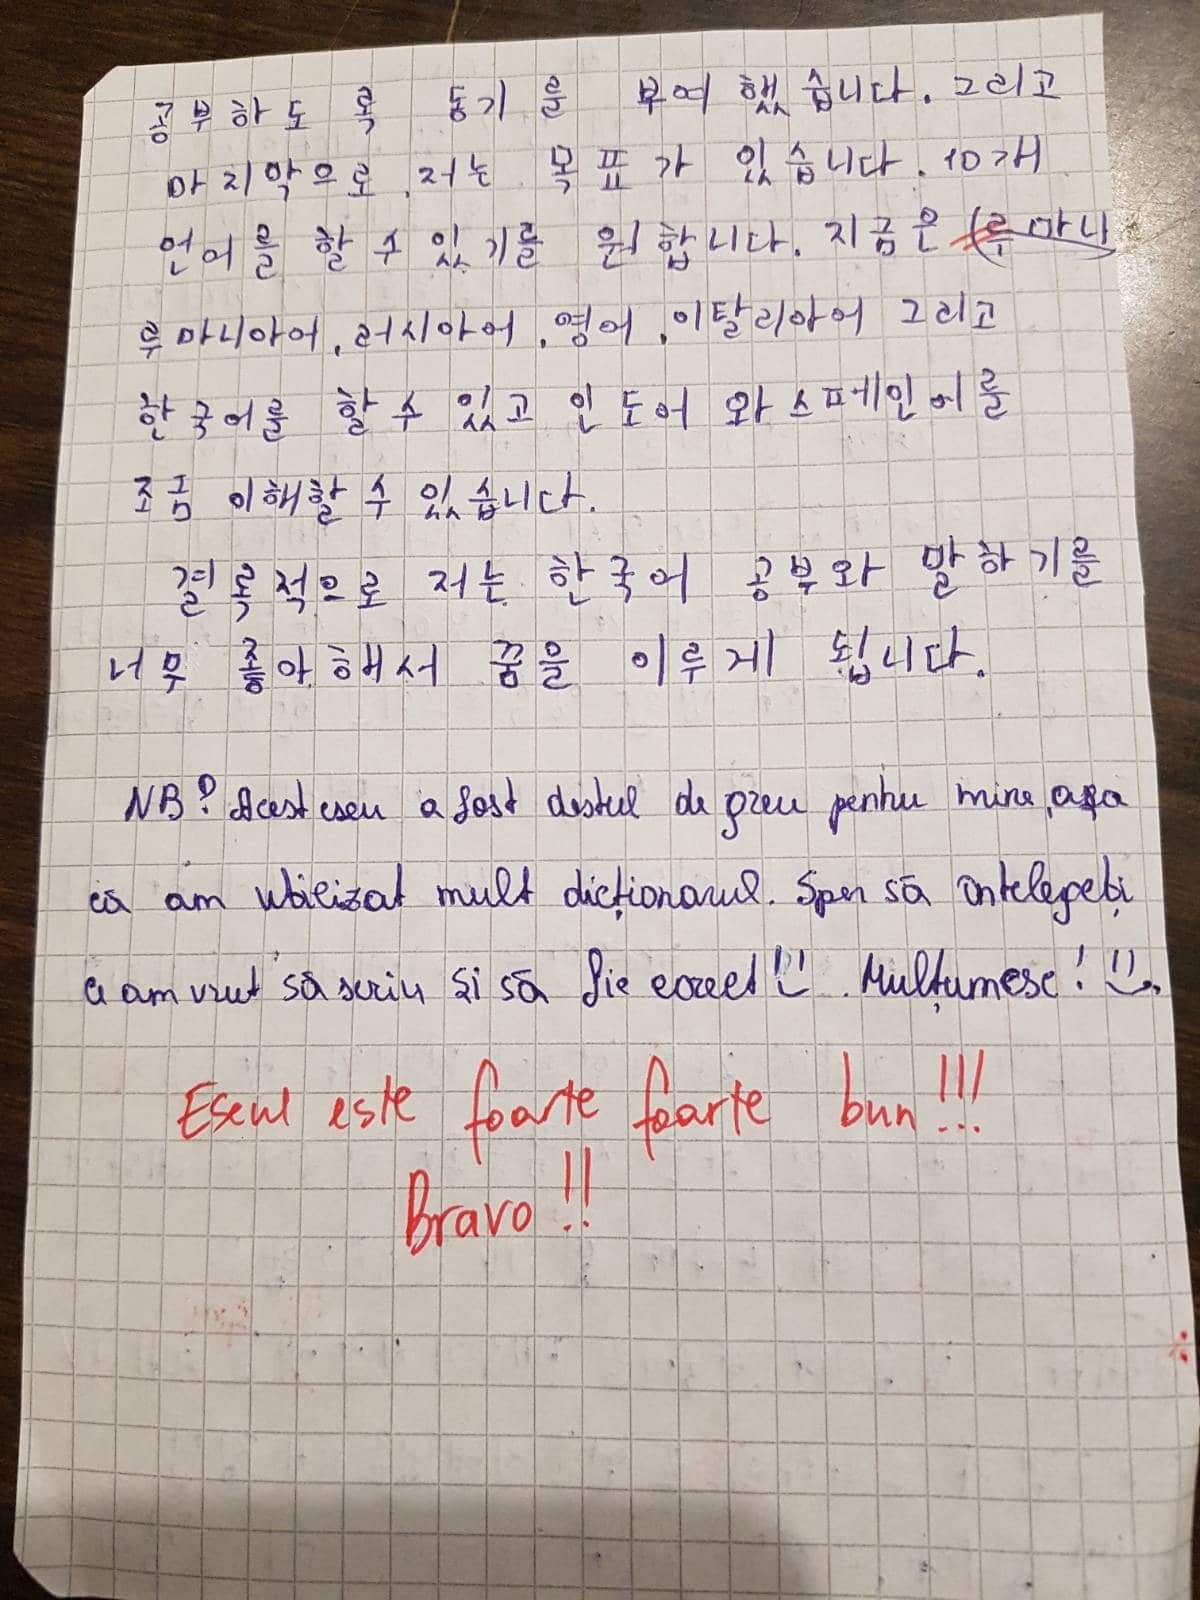 공부하도록 동기를 부여했습니다. 그리고
마지막으로, 저는 목표가 있습니다. 10개
언어를 할 수 있기를 원합니다. 지금은 (루마니
루마니아어, 러시아어, 영어, 이탈리아어 그리고
한국어를 할 수 있고 인도어와 스페인어를
조금 이해할 수 있습니다.
결록적으로 저는 한국어 공부와 말하기를
너무 좋아해서 꿈을 이루게 됩니다.
NB! Acest eseu a fost destul de greu pentru mine, așa
că am utilizat mult dicționarul. Sper să înțelegeți
ce am vrut să scriu și să fie corect! Mulțumesc!
Eseul este foarte foarte bun!!!
Bravo!!